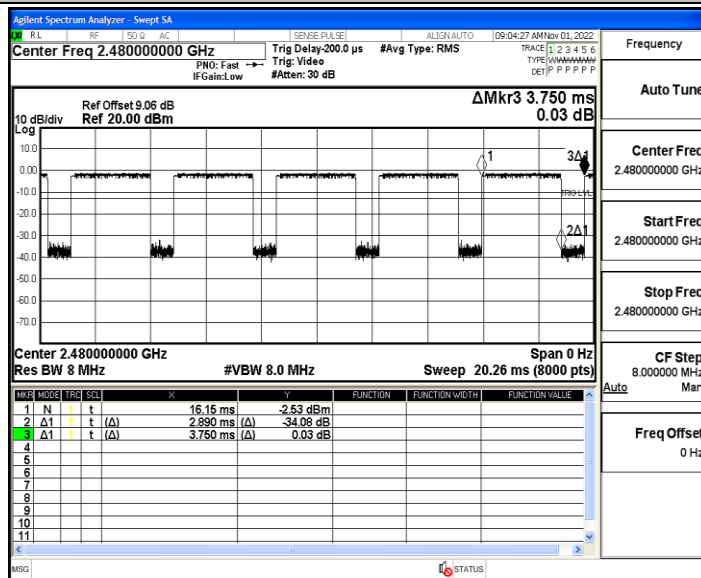 Agilent Spectrum Analyzer - Swept SA
RL RF 50 Ω AC SENSE:PULSE ALIGN AUTO 09:04:27 AM Nov 01, 2022
Center Freq 2.480000000 GHz Trig Delay-200.0 µs #Avg Type: RMS TRACE 1 2 3 4 5 6
PNO: Fast Trig: Video TYPE
IFGain:Low #Atten: 30 dB DET P P P P P P
ΔMkr3 3.750 ms
0.03 dB
Ref Offset 9.06 dB
10 dB/div Ref 20.00 dBm
Log
10.0
0.00
-10.0
-20.0
-30.0
-40.0
-50.0
-60.0
-70.0
1
3Δ1
TRIG LVL
2Δ1
Center 2.480000000 GHz Span 0 Hz
Res BW 8 MHz #VBW 8.0 MHz Sweep 20.26 ms (8000 pts)
MKR MODE TRC SCL X Y FUNCTION FUNCTION WIDTH FUNCTION VALUE
1 N t 16.15 ms -2.53 dBm
2 Δ1 t (Δ) 2.890 ms (Δ) -34.08 dB
3 Δ1 t (Δ) 3.750 ms (Δ) 0.03 dB
4
5
6
7
8
9
10
11
MSG STATUS
Frequency
Auto Tune
Center Freq
2.480000000 GHz
Start Freq
2.480000000 GHz
Stop Freq
2.480000000 GHz
CF Step
8.000000 MHz
Auto Man
Freq Offset
0 Hz